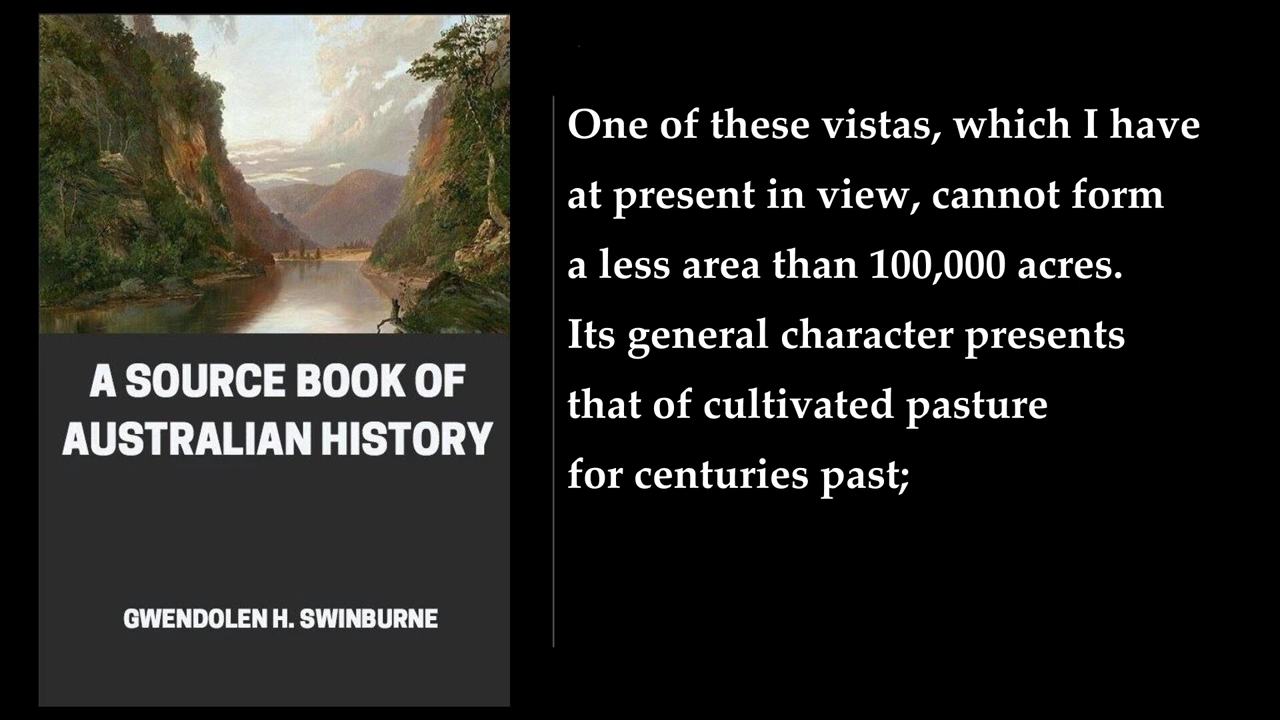 A SOURCE BOOK OF
AUSTRALIAN HISTORY
GWENDOLEN H. SWINBURNE
One of these vistas, which I have
at present in view, cannot form
a less area than 100,000 acres.
Its general character presents
that of cultivated pasture
for centuries past;